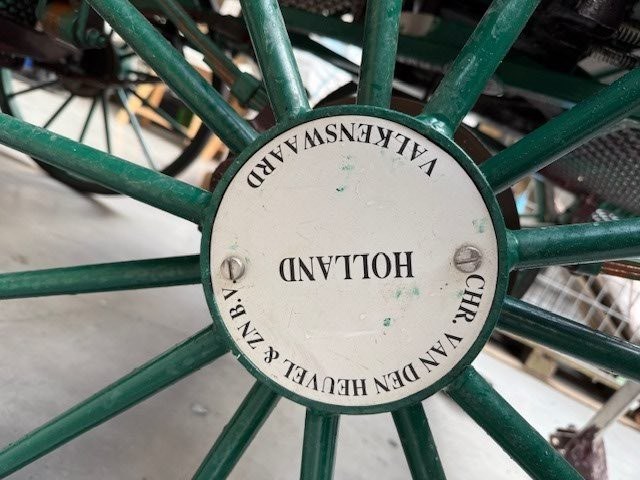 CHR. VAN DEN HEUVEL & ZN B.V.
HOLLAND
VALKENSWAARD